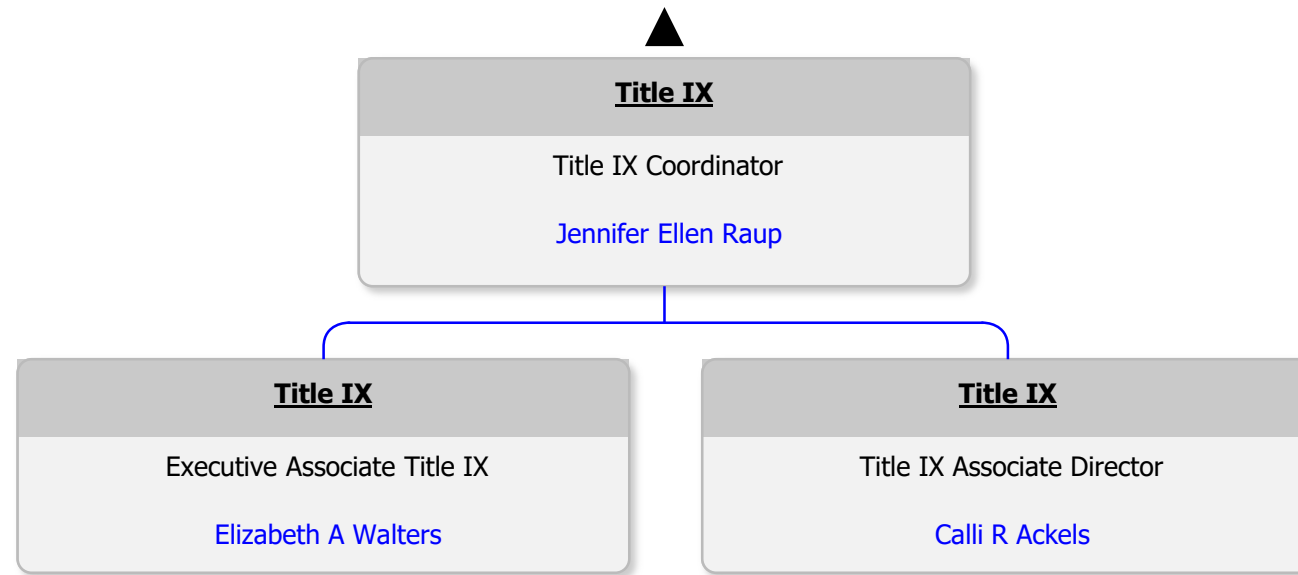 Title IX
Title IX Coordinator
Jennifer Ellen Raup
Title IX
Executive Associate Title IX
Elizabeth A Walters
Title IX
Title IX Associate Director
Calli R Ackels